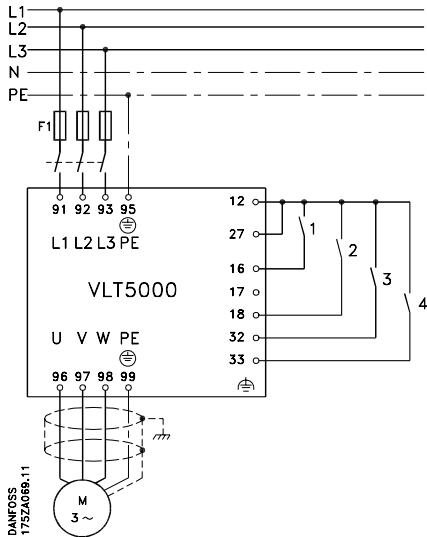 L1
L2
L3
N
PE
F1
91 92 93 95
L1 L2 L3 PE
12
27
16
17
18
32
33
1
2
3
4
VLT5000
U V W PE
96 97 98 99
M
3 ~
DANFOSS
175ZA069.11